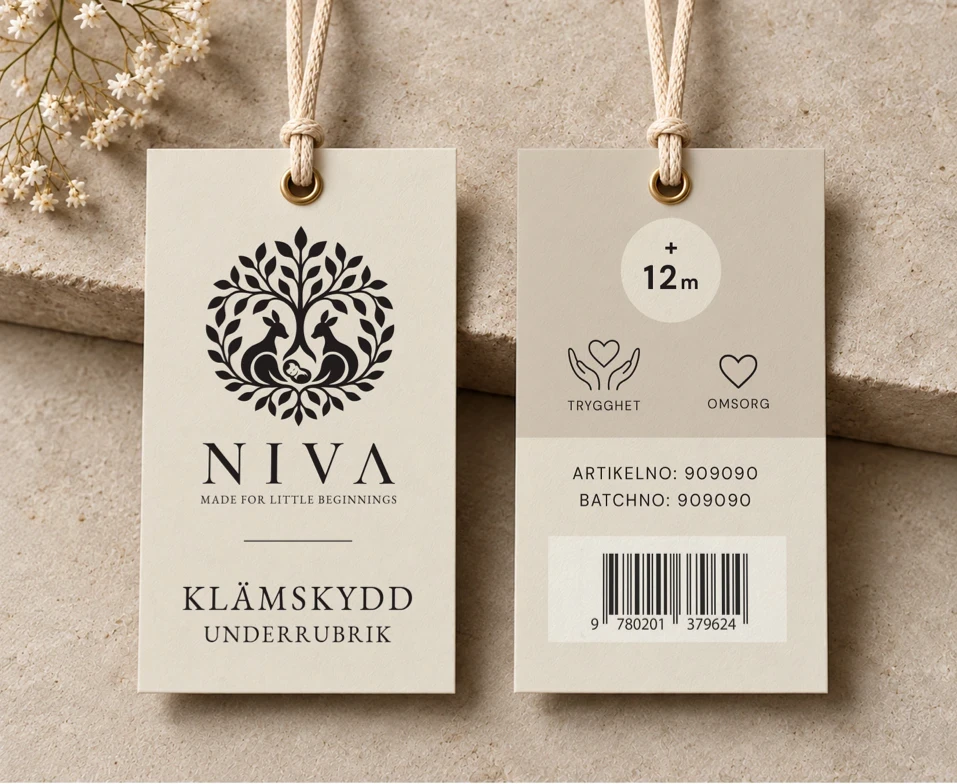 NIVA
MADE FOR LITTLE BEGINNINGS
KLÄMSKYDD
UNDERRUBRIK
+
12m
TRYGGHET
OMSORG
ARTIKELNO: 909090
BATCHNO: 909090
9 780201 379624